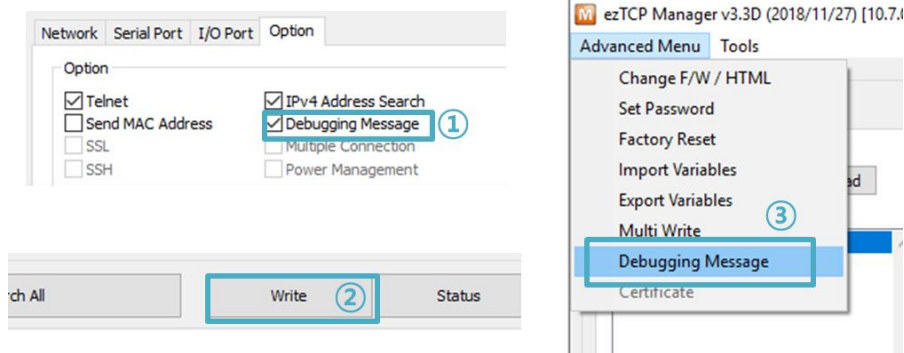 Network Serial Port I/O Port Option
Option
Telnet IPv4 Address Search
Send MAC Address Debugging Message ①
SSL Multiple Connection
SSH Power Management
rch All Write ② Status
ezTCP Manager v3.3D (2018/11/27) [10.7.0
Advanced Menu Tools
Change F/W / HTML
Set Password
Factory Reset
Import Variables
ad
Export Variables
Multi Write ③
Debugging Message
Certificate